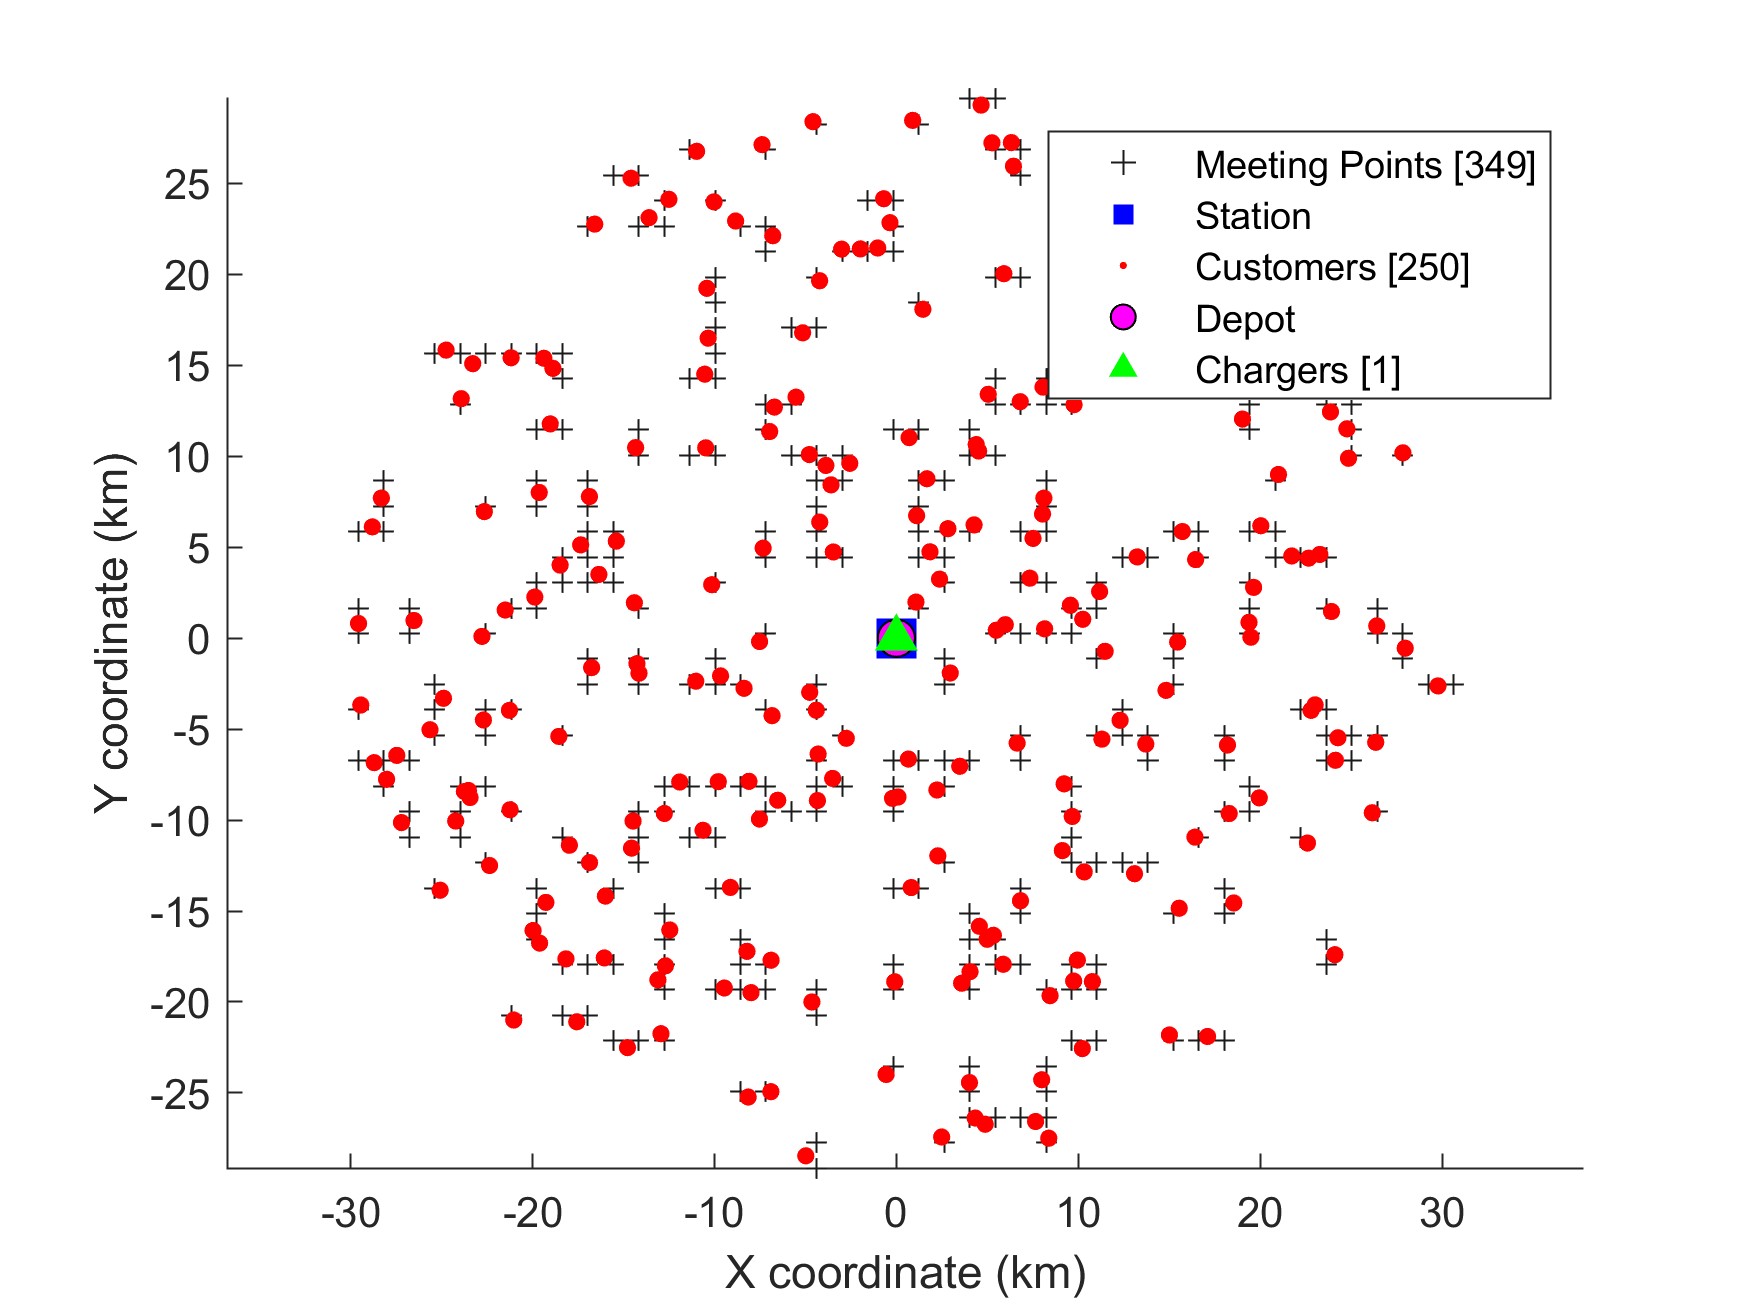 Meeting Points [349]
Station
Customers [250]
Depot
Chargers [1]
25
20
15
10
5
0
-5
-10
-15
-20
-25
-30 -20 -10 0 10 20 30
X coordinate (km)
Y coordinate (km)